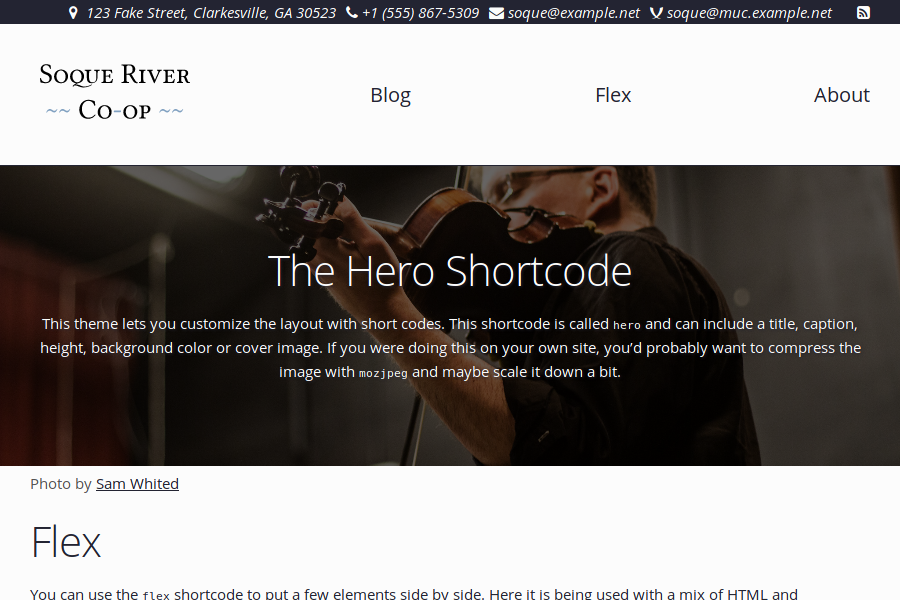 123 Fake Street, Clarkesville, GA 30523 +1 (555) 867-5309 soque@example.net soque@muc.example.net
Soque River
~~ Co-op ~~
Blog Flex About
The Hero Shortcode
This theme lets you customize the layout with short codes. This shortcode is called hero and can include a title, caption,
height, background color or cover image. If you were doing this on your own site, you’d probably want to compress the
image with mozjpeg and maybe scale it down a bit.
Photo by Sam Whited
Flex
You can use the flex shortcode to put a few elements side by side. Here it is being used with a mix of HTML and